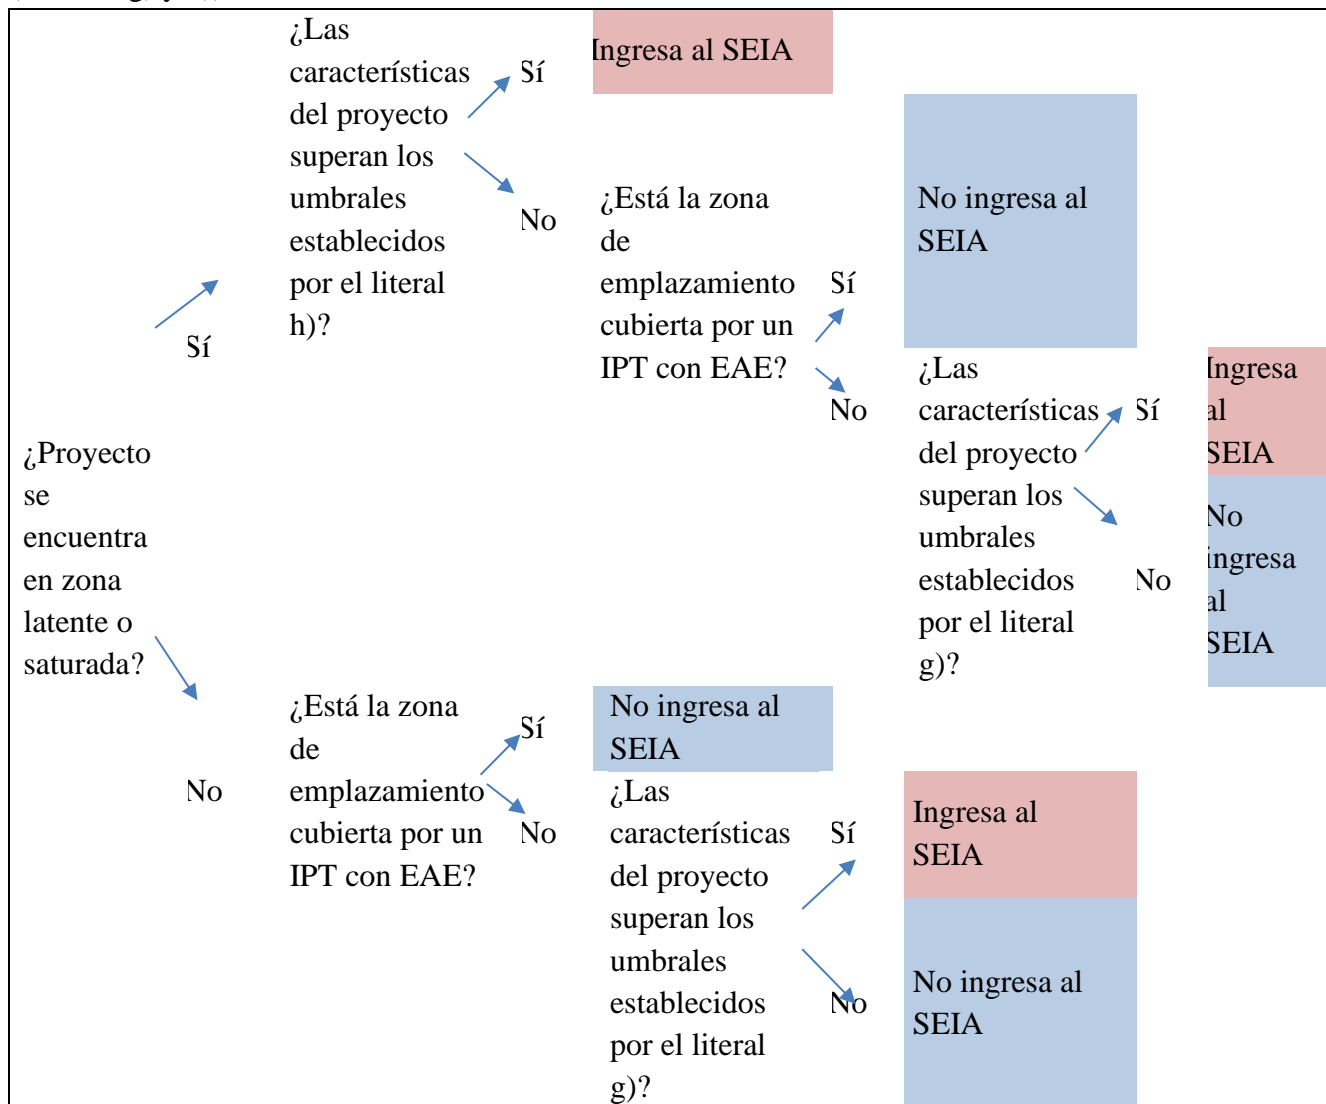 ¿Las
características
del proyecto
superan los
umbrales
establecidos
por el literal
h)?
Sí
Ingresa al SEIA
No
¿Está la zona
de
emplazamiento
cubierta por un
IPT con EAE?
Sí
No ingresa al
SEIA
No
¿Las
características
del proyecto
superan los
umbrales
establecidos
por el literal
g)?
Sí
Ingresa
al
SEIA
No
No
ingresa
al
SEIA
Sí
¿Proyecto
se
encuentra
en zona
latente o
saturada?
No
¿Está la zona
de
emplazamiento
cubierta por un
IPT con EAE?
Sí
No ingresa al
SEIA
No
¿Las
características
del proyecto
superan los
umbrales
establecidos
por el literal
g)?
Sí
Ingresa al
SEIA
No
No ingresa al
SEIA